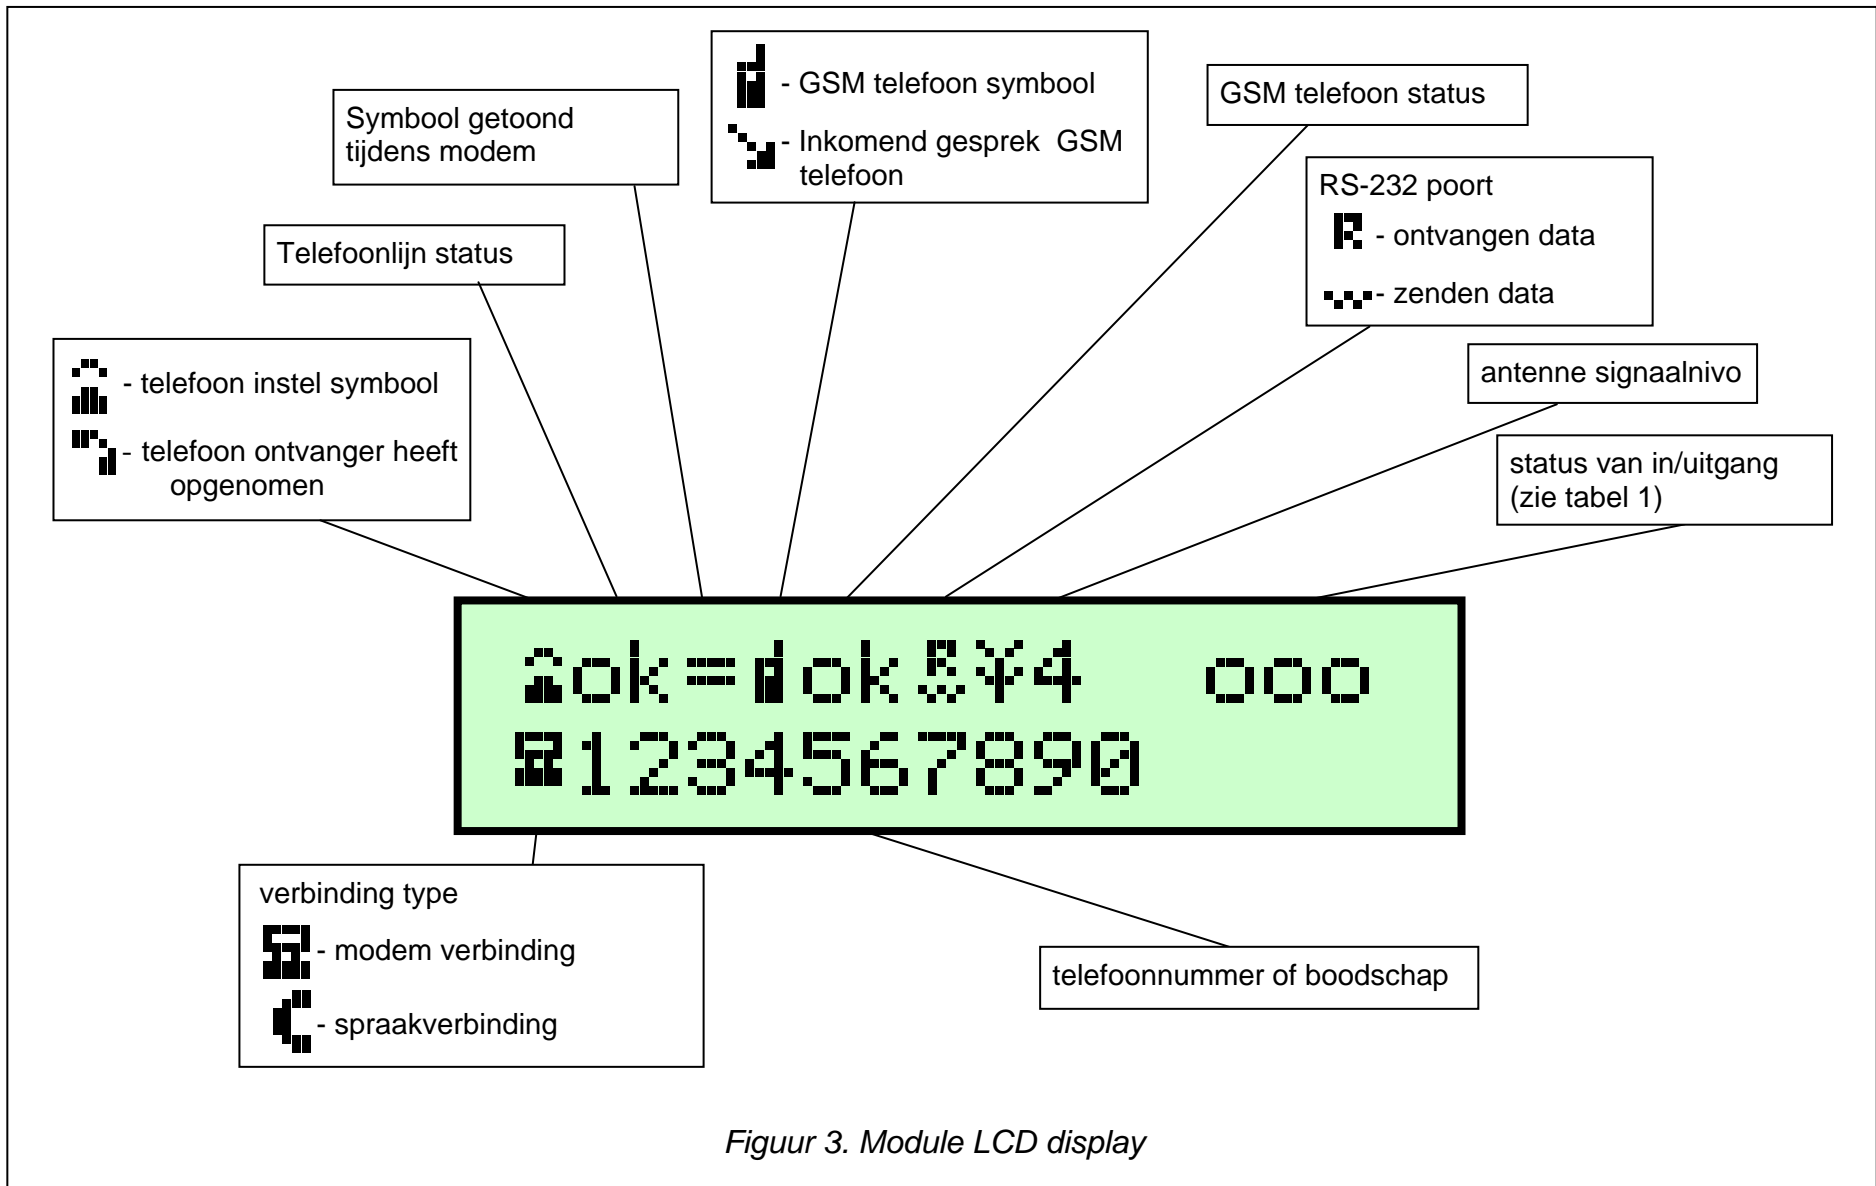 - GSM telefoon symbool
- Inkomend gesprek GSM
telefoon
GSM telefoon status
Symbool getoond
tijdens modem
RS-232 poort
- ontvangen data
- zenden data
Telefoonlijn status
- telefoon instel symbool
- telefoon ontvanger heeft
opgenomen
antenne signaalnivo
status van in/uitgang
(zie tabel 1)
ok=ok 4 ooo
1234567890
verbinding type
- modem verbinding
- spraakverbinding
telefoonnummer of boodschap
Figuur 3. Module LCD display